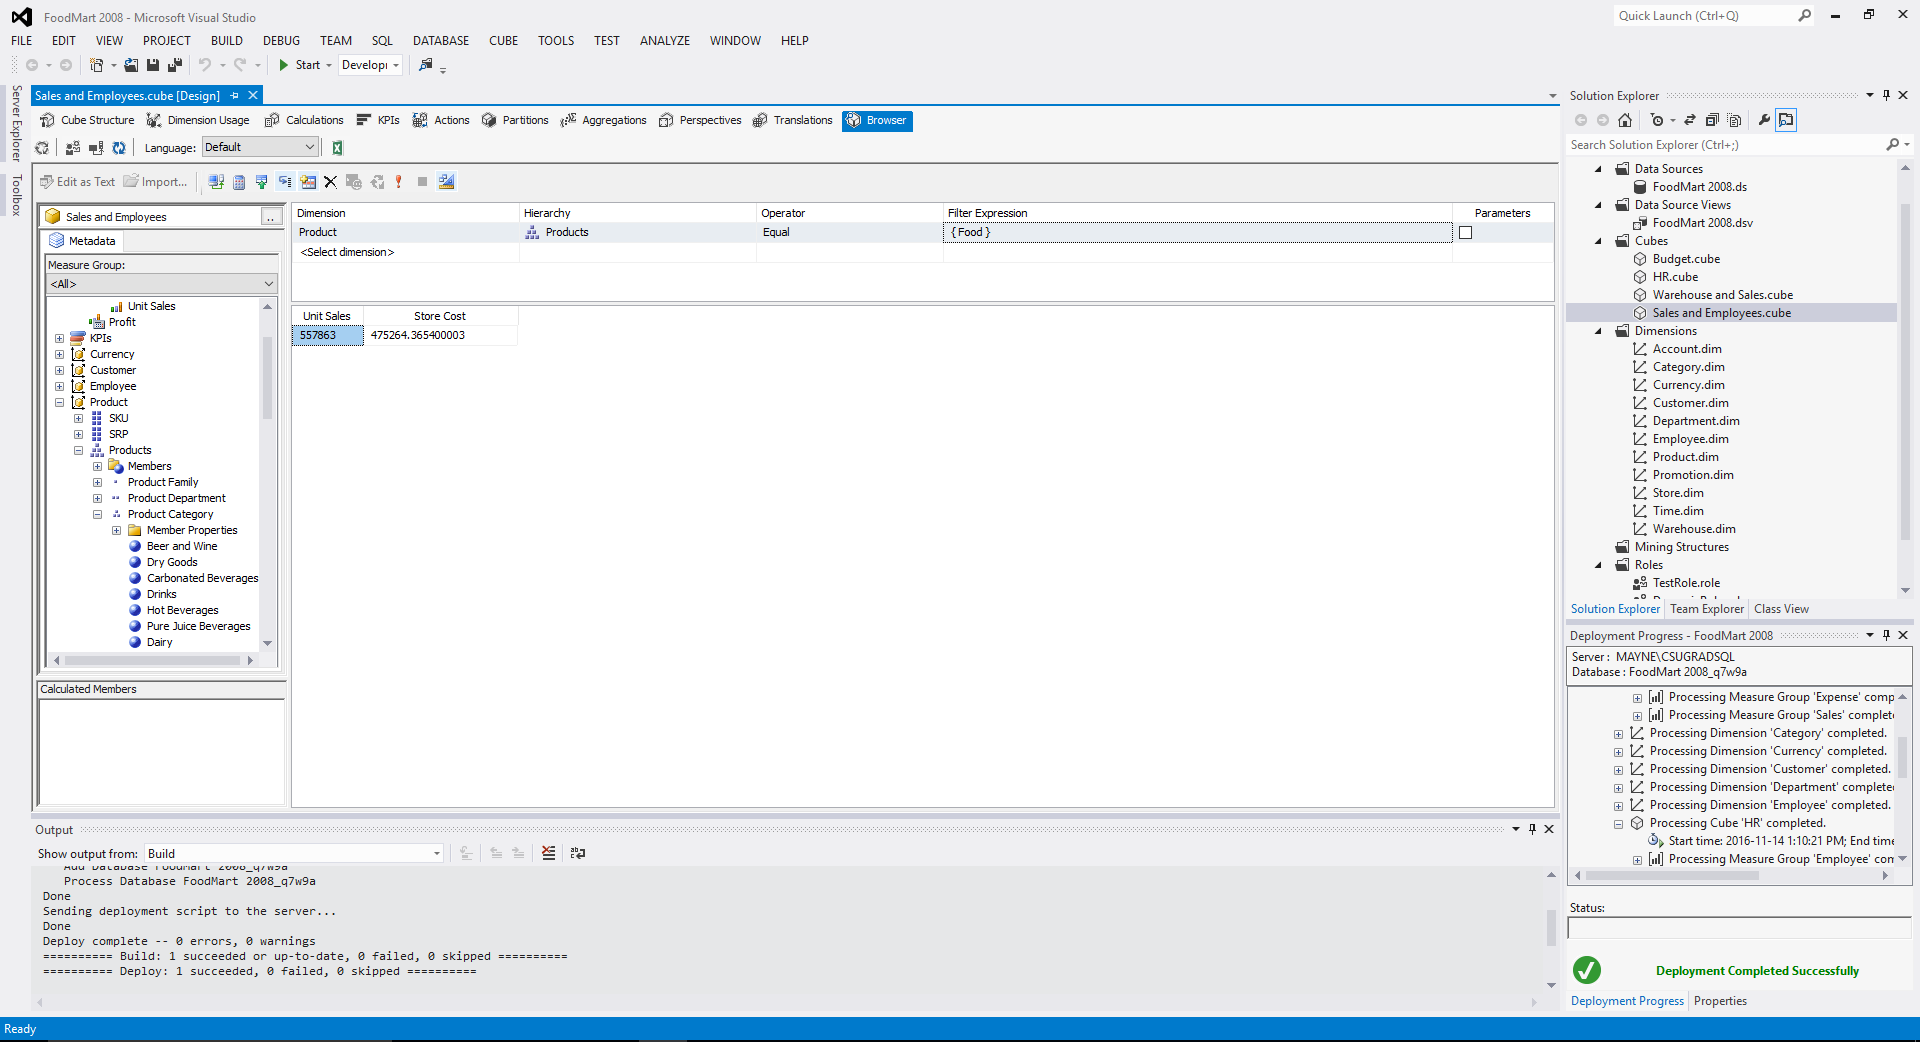 FoodMart 2008 - Microsoft Visual Studio
Quick Launch (Ctrl+Q)
FILE EDIT VIEW PROJECT BUILD DEBUG TEAM SQL DATABASE CUBE TOOLS TEST ANALYZE WINDOW HELP
Start
Develop
Server Explorer
Toolbox
Sales and Employees.cube [Design]
Cube Structure Dimension Usage Calculations KPIs Actions Partitions Aggregations Perspectives Translations Browser
Language: Default
Edit as Text Import...
Sales and Employees ..
Metadata
Measure Group:
<All>
Unit Sales
Profit
KPIs
Currency
Customer
Employee
Product
SKU
SRP
Products
Members
Product Family
Product Department
Product Category
Member Properties
Beer and Wine
Dry Goods
Carbonated Beverages
Drinks
Hot Beverages
Pure Juice Beverages
Dairy
Calculated Members
Dimension Hierarchy Operator Filter Expression Parameters
Product Products Equal { Food }
<Select dimension>
Unit Sales Store Cost
557863 475264.365400003
Output
Show output from: Build
Add Database FoodMart 2008_q7w9a
Process Database FoodMart 2008_q7w9a
Done
Sending deployment script to the server...
Done
Deploy complete -- 0 errors, 0 warnings
========== Build: 1 succeeded or up-to-date, 0 failed, 0 skipped ==========
========== Deploy: 1 succeeded, 0 failed, 0 skipped ==========
Solution Explorer
Search Solution Explorer (Ctrl+;)
Data Sources
FoodMart 2008.ds
Data Source Views
FoodMart 2008.dsv
Cubes
Budget.cube
HR.cube
Warehouse and Sales.cube
Sales and Employees.cube
Dimensions
Account.dim
Category.dim
Currency.dim
Customer.dim
Department.dim
Employee.dim
Product.dim
Promotion.dim
Store.dim
Time.dim
Warehouse.dim
Mining Structures
Roles
TestRole.role
Solution Explorer Team Explorer Class View
Deployment Progress - FoodMart 2008
Server : MAYNE\CSUGRADSQL
Database : FoodMart 2008_q7w9a
Processing Measure Group 'Expense' comp
Processing Measure Group 'Sales' complet
Processing Dimension 'Category' completed.
Processing Dimension 'Currency' completed.
Processing Dimension 'Customer' completed.
Processing Dimension 'Department' complete
Processing Dimension 'Employee' completed.
Processing Cube 'HR' completed.
Start time: 2016-11-14 1:10:21 PM; End time
Processing Measure Group 'Employee' com
Status:
Deployment Completed Successfully
Deployment Progress Properties
Ready